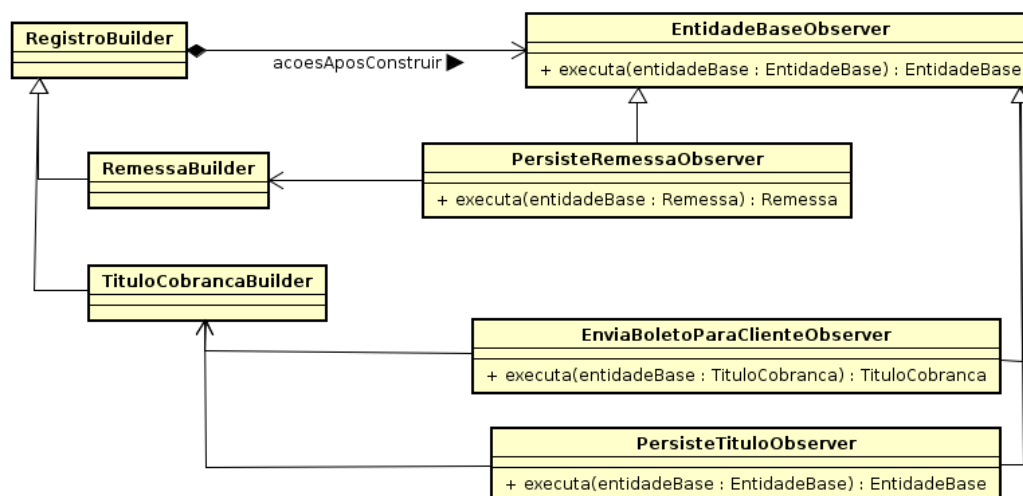 RegistroBuilder
EntidadeBaseObserver
acoesAposConstruir
+ executa(entidadeBase : EntidadeBase) : EntidadeBase
RemessaBuilder
PersisteRemessaObserver
+ executa(entidadeBase : Remessa) : Remessa
TituloCobrancaBuilder
EnviaBoletoParaClienteObserver
+ executa(entidadeBase : TituloCobranca) : TituloCobranca
PersisteTituloObserver
+ executa(entidadeBase : EntidadeBase) : EntidadeBase